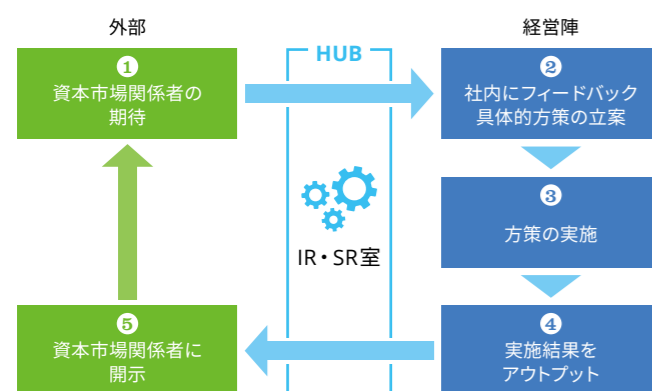 外部
経営陣
HUB
❶
資本市場関係者の
期待
❷
社内にフィードバック
具体的方策の立案
❸
方策の実施
IR・SR室
❺
資本市場関係者に
開示
❹
実施結果を
アウトプット